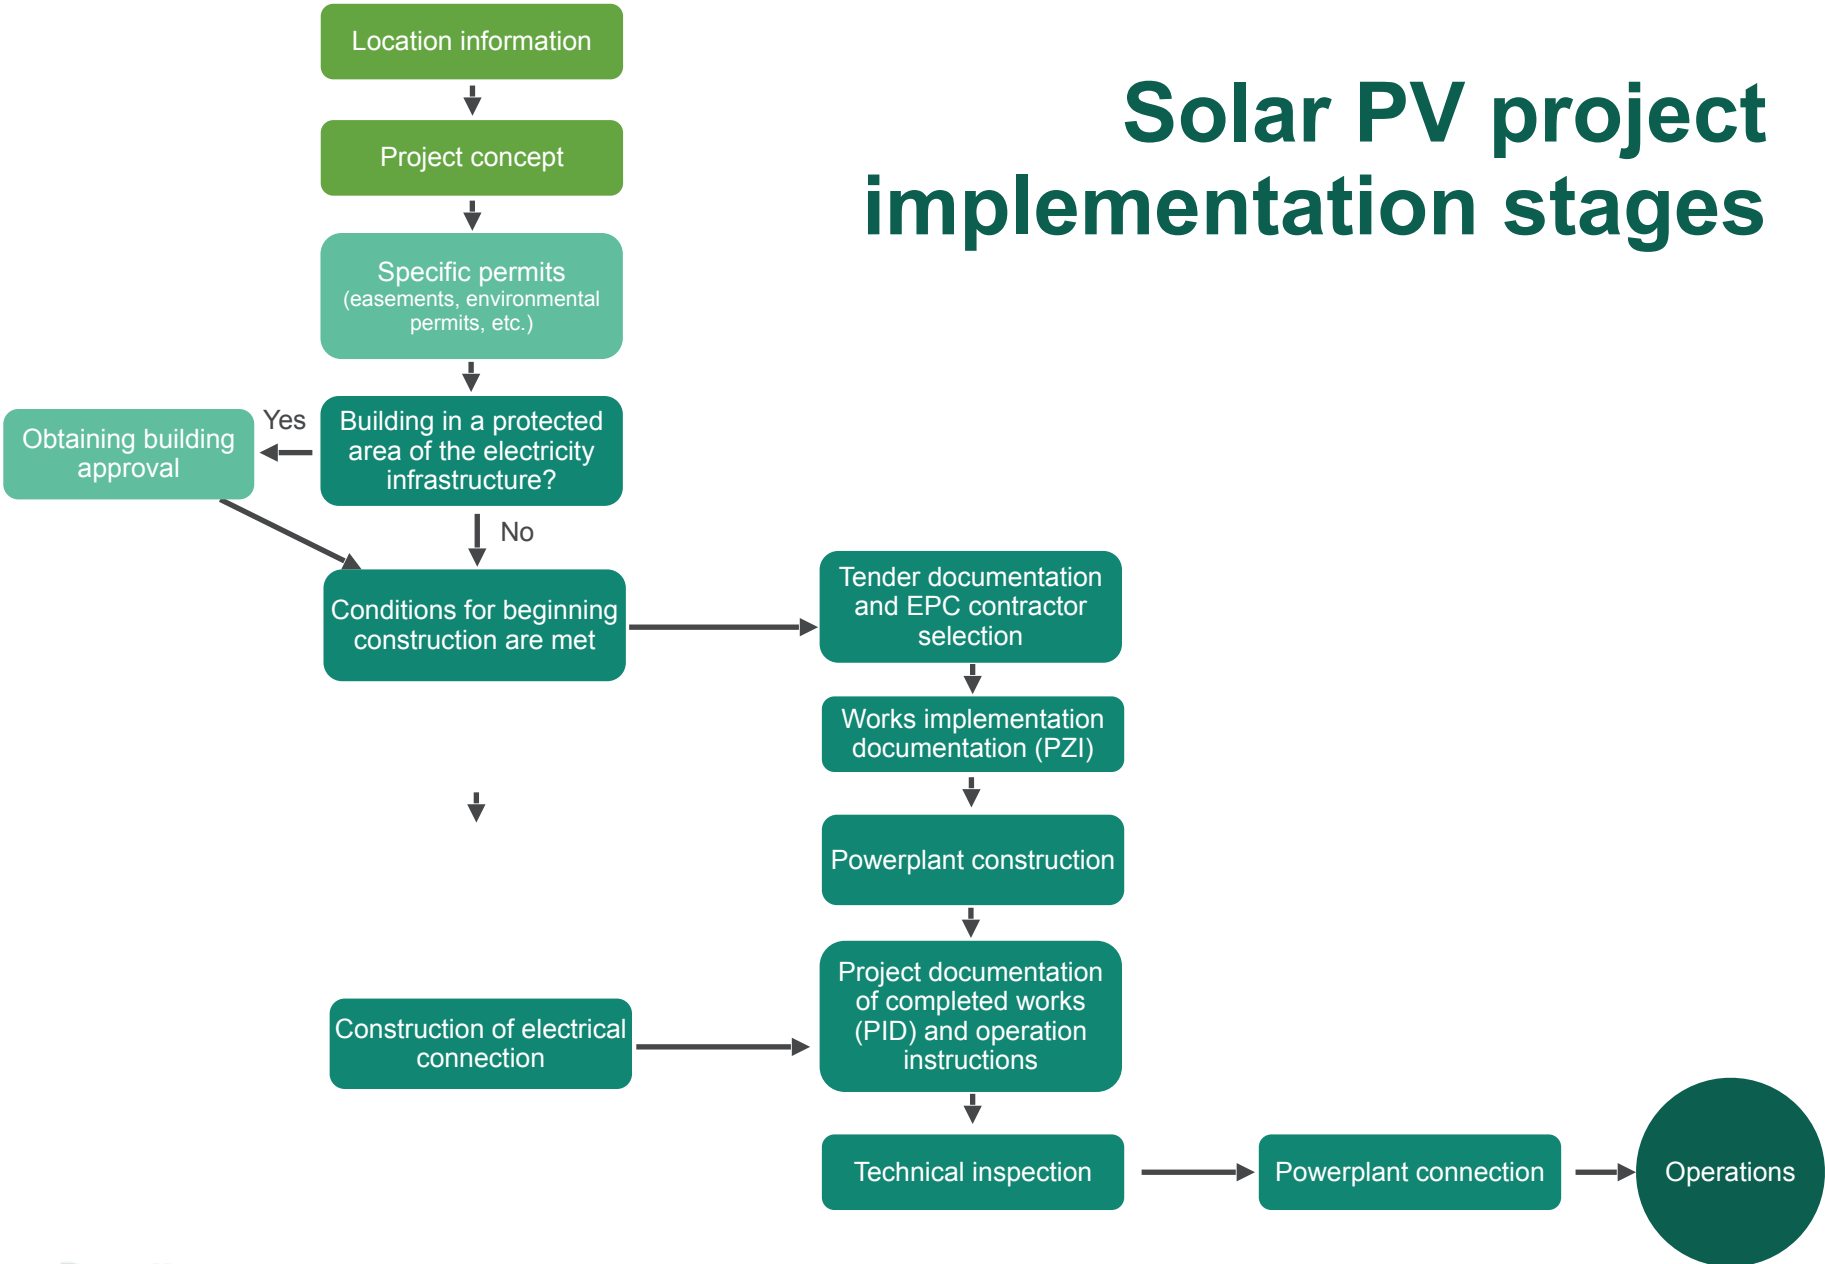 Solar PV project
implementation stages
Location information
Project concept
Specific permits
(easements, environmental
permits, etc.)
Building in a protected
area of the electricity
infrastructure?
Yes
Obtaining building
approval
No
Conditions for beginning
construction are met
Tender documentation
and EPC contractor
selection
Works implementation
documentation (PZI)
Powerplant construction
Project documentation
of completed works
(PID) and operation
instructions
Construction of electrical
connection
Technical inspection
Powerplant connection
Operations